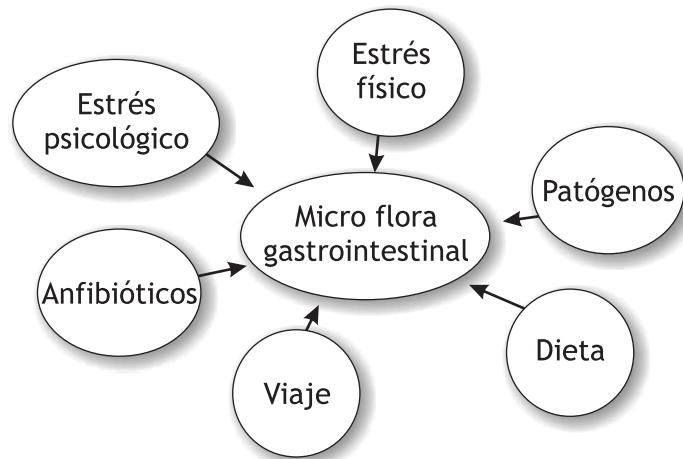 Estrés
físico
Estrés
psicológico
Patógenos
Micro flora
gastrointestinal
Anfibióticos
Dieta
Viaje